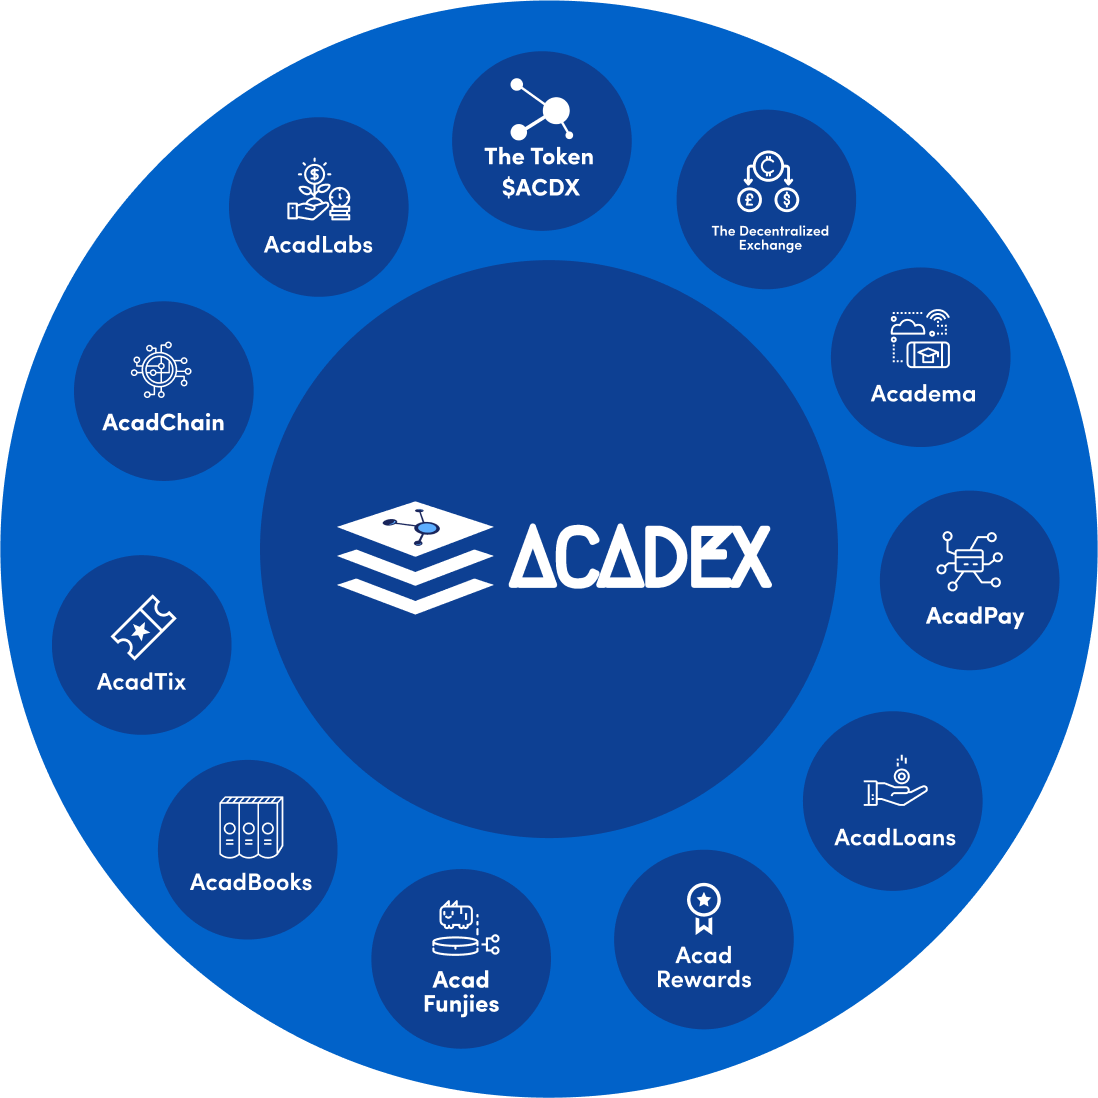 The Token
$ACDX
The Decentralized
Exchange
Academa
AcadPay
AcadLoans
Acad
Rewards
Acad
Funjies
AcadBooks
AcadTix
AcadChain
AcadLabs
ACADEX